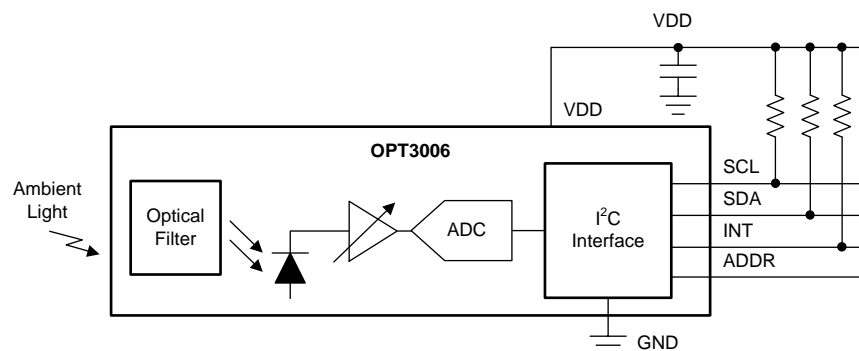 VDD
VDD
OPT3006
Ambient
Light
Optical
Filter
ADC
I²C
Interface
SCL
SDA
INT
ADDR
GND